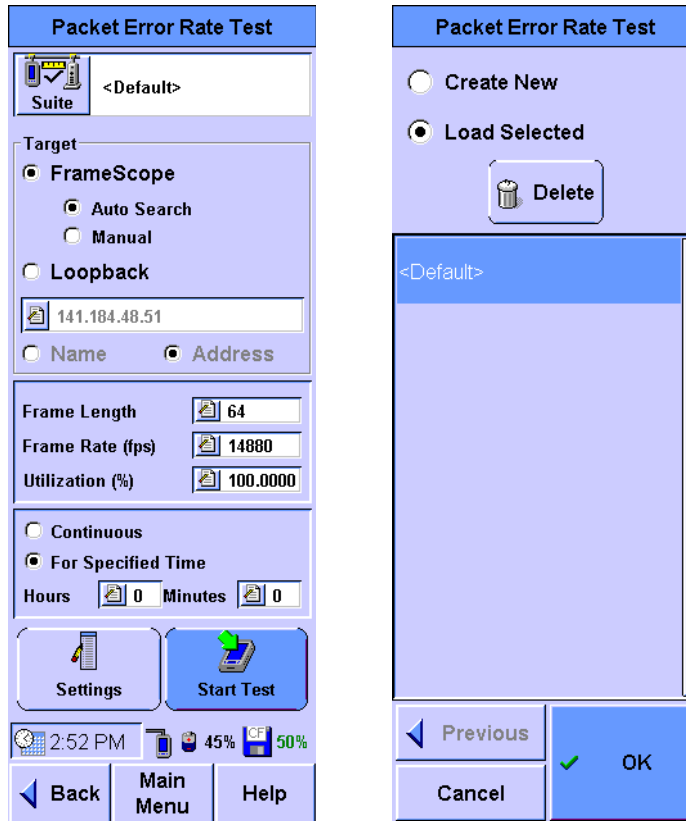 Packet Error Rate Test
Suite
<Default>
Target
FrameScope
Auto Search
Manual
Loopback
141.184.48.51
Name Address
Frame Length 64
Frame Rate (fps) 14880
Utilization (%) 100.0000
Continuous
For Specified Time
Hours 0 Minutes 0
Settings Start Test
2:52 PM 45% CF 50%
Back Main Menu Help
Packet Error Rate Test
Create New
Load Selected
Delete
<Default>
Previous
OK
Cancel